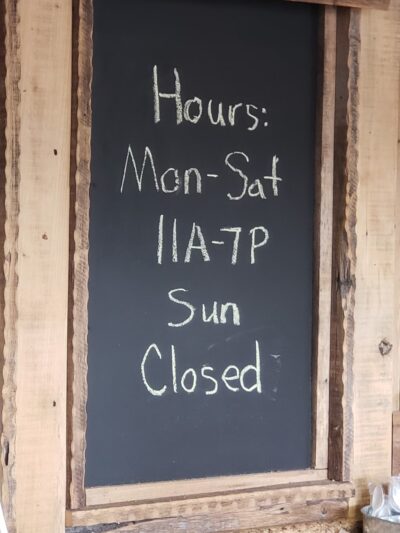 Hours:
Mon-Sat
11A-7P
Sun
Closed